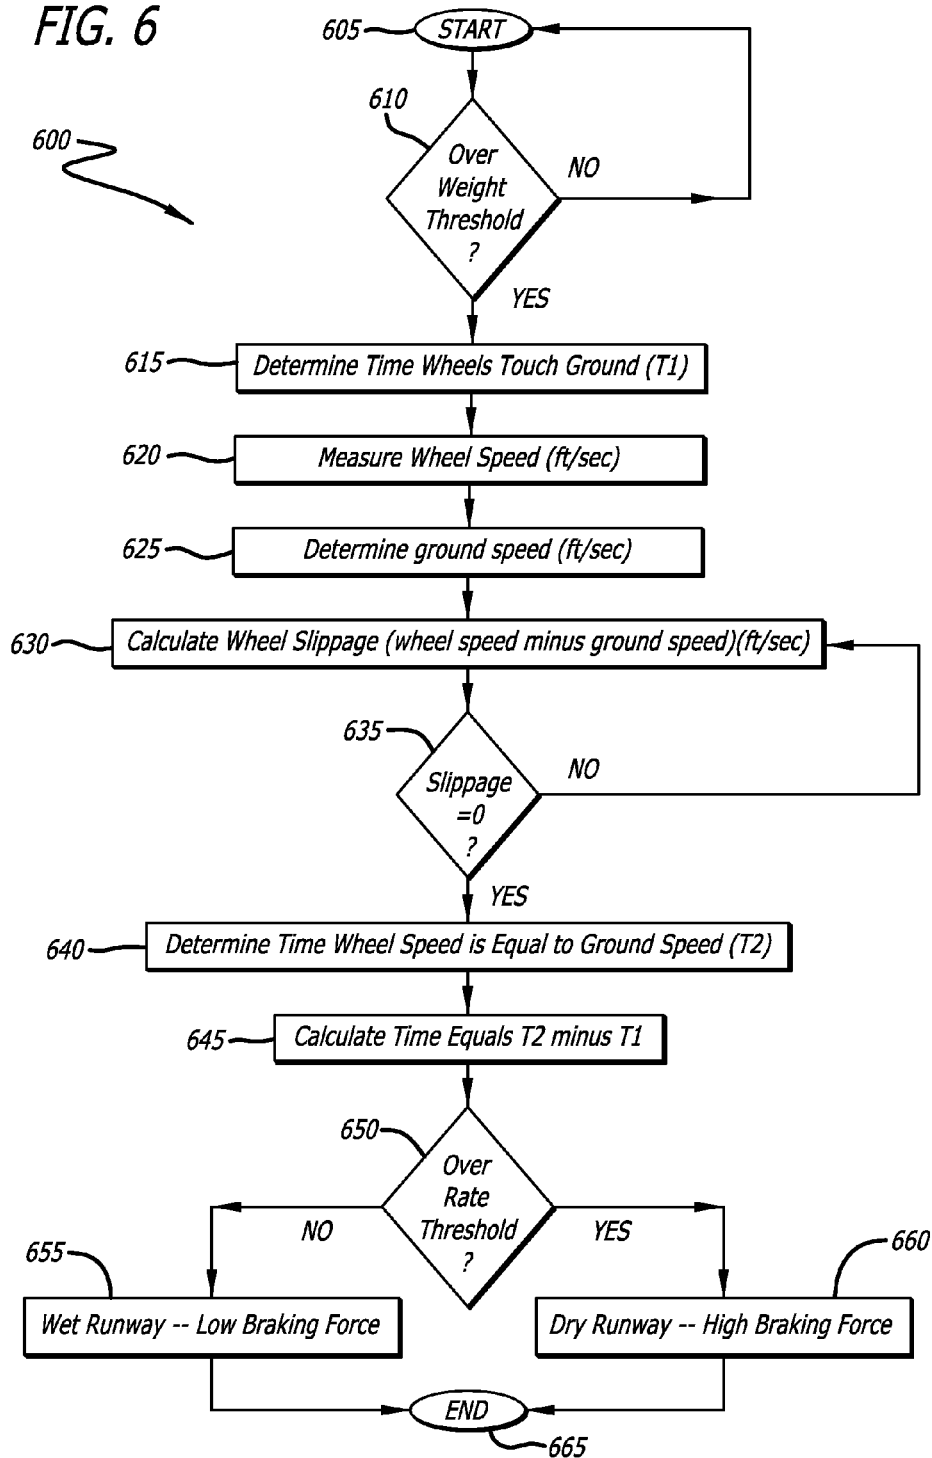 FIG. 6
605
START
610
600
Over
Weight
Threshold
?
NO
YES
615
Determine Time Wheels Touch Ground (T1)
620
Measure Wheel Speed (ft/sec)
625
Determine ground speed (ft/sec)
630
Calculate Wheel Slippage (wheel speed minus ground speed)(ft/sec)
635
Slippage
=0
?
NO
YES
640
Determine Time Wheel Speed is Equal to Ground Speed (T2)
645
Calculate Time Equals T2 minus T1
650
Over
Rate
Threshold
?
NO
YES
655
660
Wet Runway -- Low Braking Force
Dry Runway -- High Braking Force
END
665